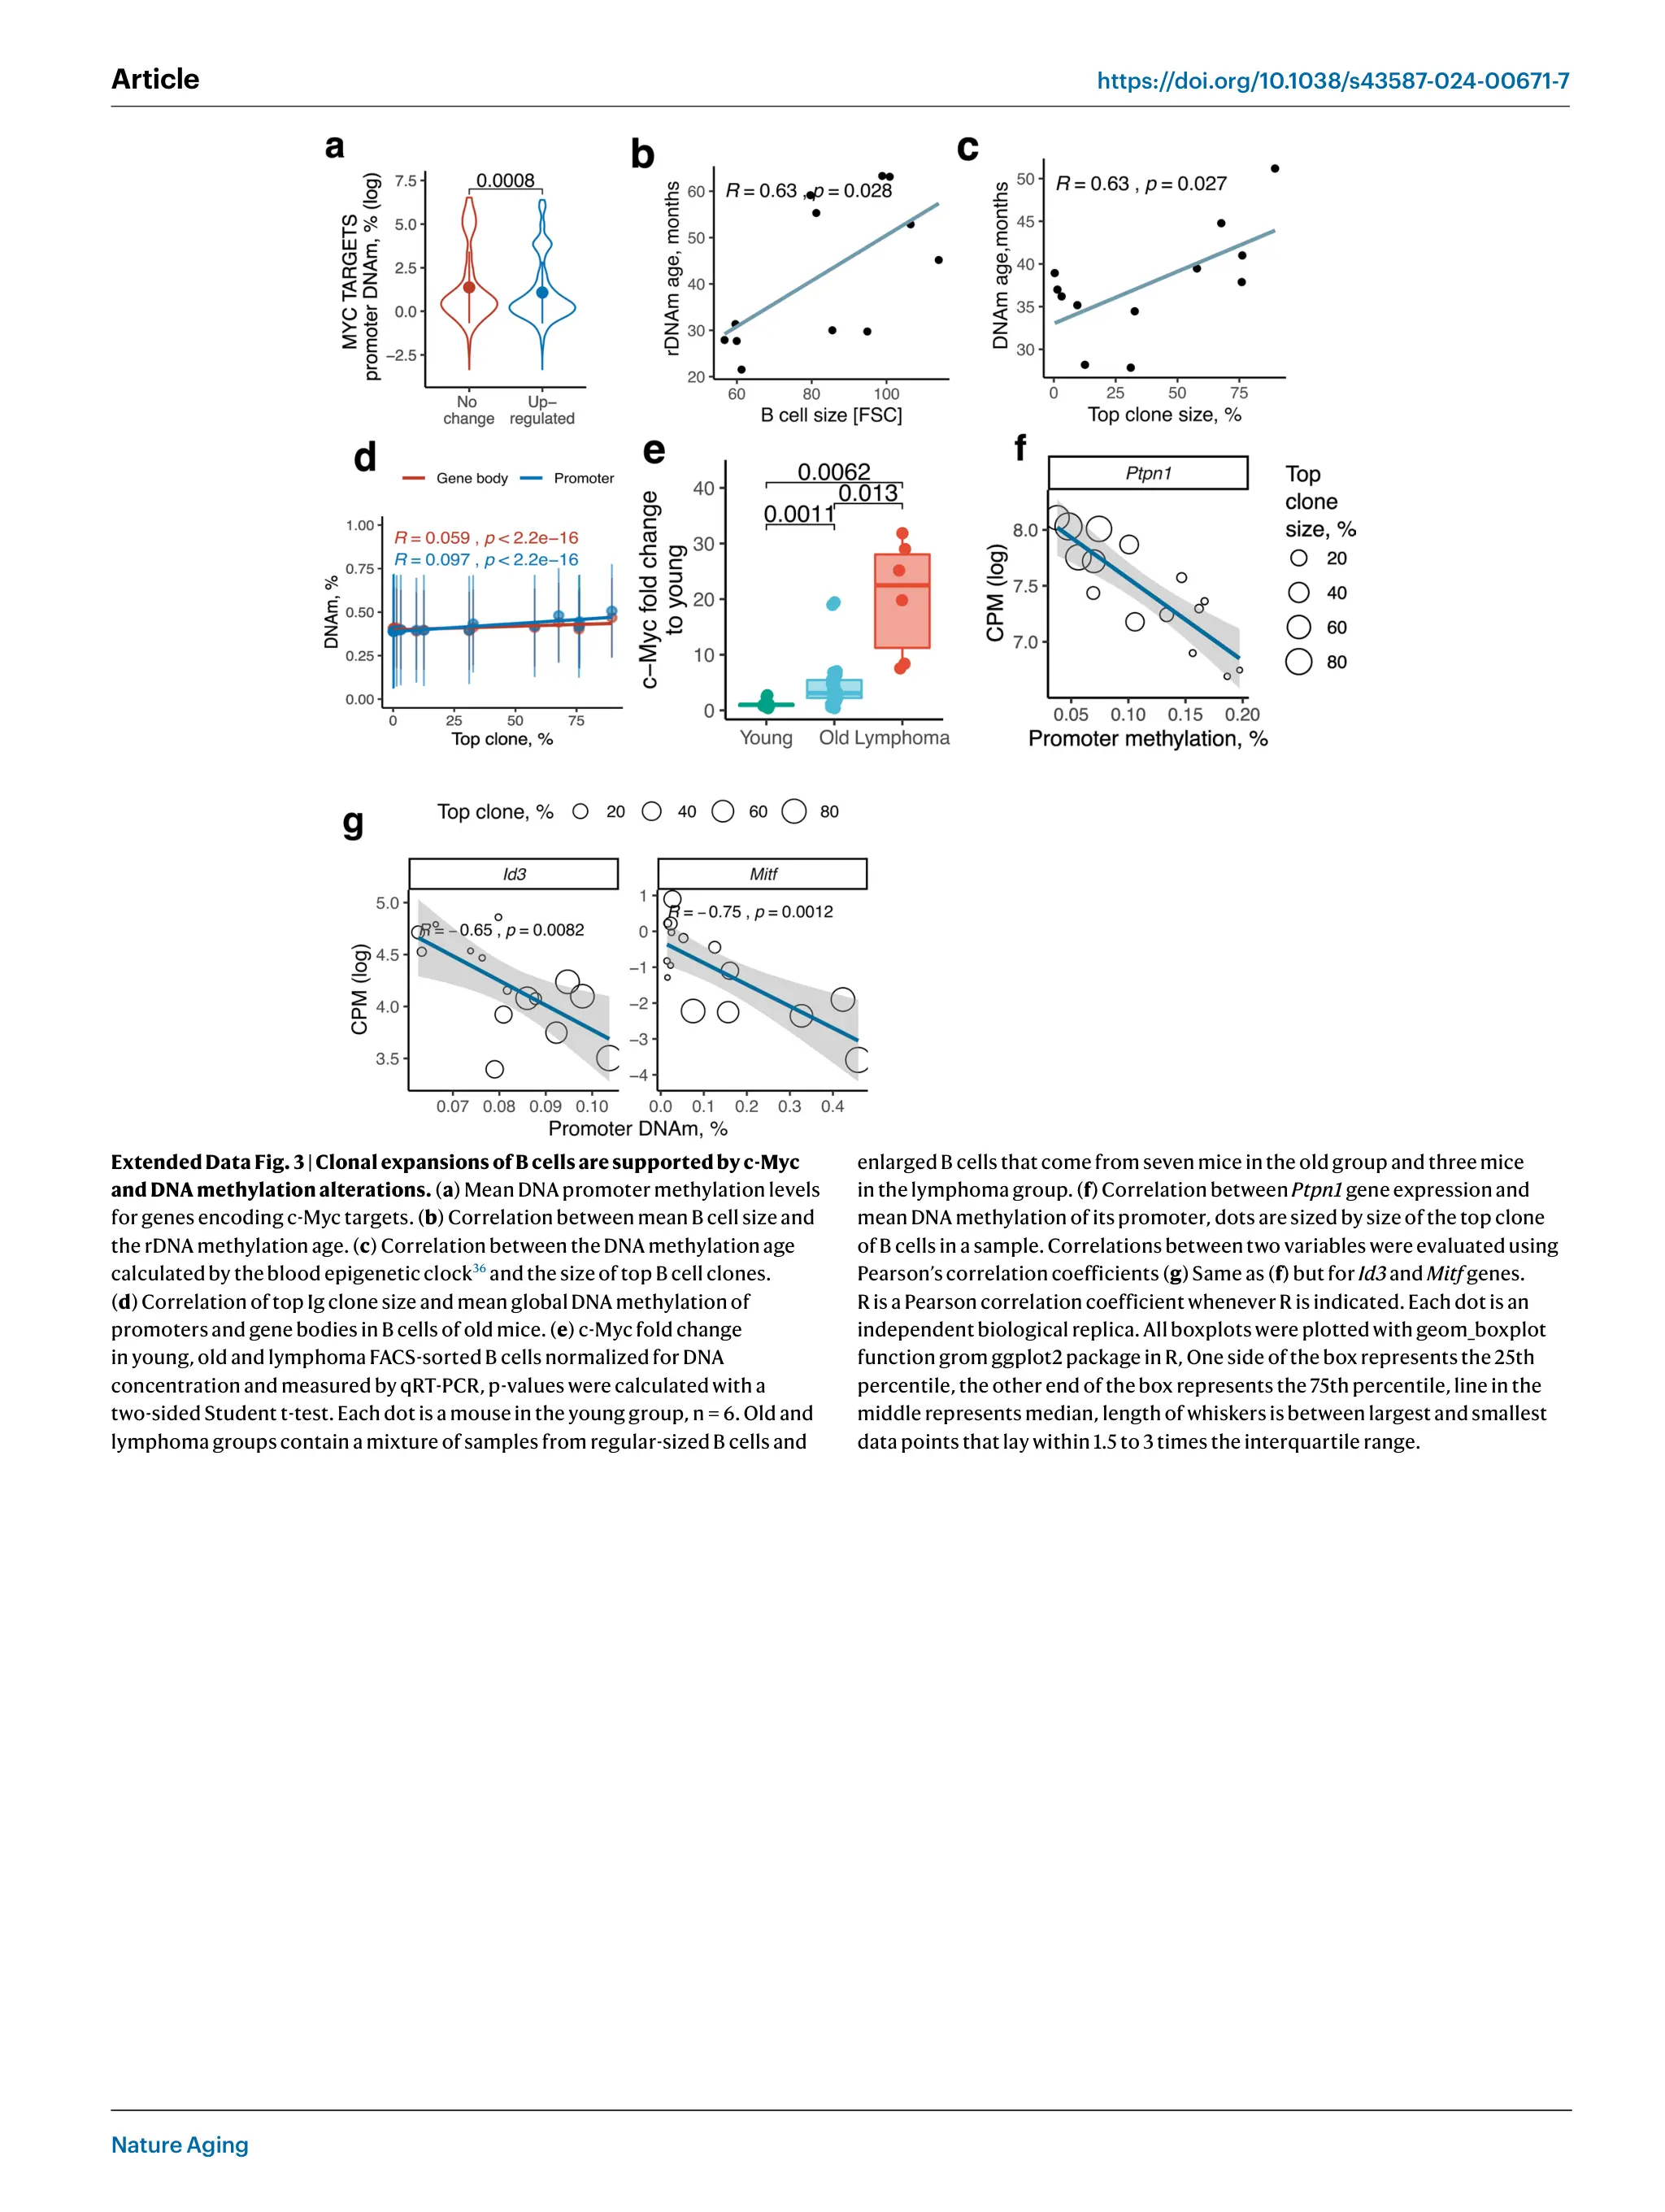 Article
https://doi.org/10.1038/s43587-024-00671-7
a
MYC TARGETS
promoter DNAm, % (log)
7.5
5.0
2.5
0.0
−2.5
0.0008
No
change
Up−
regulated
b
rDNAm age, months
60
50
40
30
20
R = 0.63 , p = 0.028
60
80
100
B cell size [FSC]
c
DNAm age,months
50
45
40
35
30
R = 0.63 , p = 0.027
0
25
50
75
Top clone size, %
d
Gene body
Promoter
DNAm, %
1.00
0.75
0.50
0.25
0.00
R = 0.059 , p < 2.2e−16
R = 0.097 , p < 2.2e−16
0
25
50
75
Top clone, %
e
c−Myc fold change
to young
40
30
20
10
0
0.0062
0.013
0.0011
Young
Old
Lymphoma
f
Ptpn1
CPM (log)
8.0
7.5
7.0
0.05
0.10
0.15
0.20
Promoter methylation, %
Top
clone
size, %
20
40
60
80
g
Top clone, %
20
40
60
80
Id3
CPM (log)
5.0
4.5
4.0
3.5
R = −0.65 , p = 0.0082
0.07
0.08
0.09
0.10
Mitf
1
0
−1
−2
−3
−4
R = −0.75 , p = 0.0012
0.0
0.1
0.2
0.3
0.4
Promoter DNAm, %
Extended Data Fig. 3 | Clonal expansions of B cells are supported by c-Myc
and DNA methylation alterations. (a) Mean DNA promoter methylation levels
for genes encoding c-Myc targets. (b) Correlation between mean B cell size and
the rDNA methylation age. (c) Correlation between the DNA methylation age
calculated by the blood epigenetic clock36 and the size of top B cell clones.
(d) Correlation of top Ig clone size and mean global DNA methylation of
promoters and gene bodies in B cells of old mice. (e) c-Myc fold change
in young, old and lymphoma FACS-sorted B cells normalized for DNA
concentration and measured by qRT-PCR, p-values were calculated with a
two-sided Student t-test. Each dot is a mouse in the young group, n = 6. Old and
lymphoma groups contain a mixture of samples from regular-sized B cells and
enlarged B cells that come from seven mice in the old group and three mice
in the lymphoma group. (f) Correlation between Ptpn1 gene expression and
mean DNA methylation of its promoter, dots are sized by size of the top clone
of B cells in a sample. Correlations between two variables were evaluated using
Pearson's correlation coefficients (g) Same as (f) but for Id3 and Mitf genes.
R is a Pearson correlation coefficient whenever R is indicated. Each dot is an
independent biological replica. All boxplots were plotted with geom_boxplot
function grom ggplot2 package in R, One side of the box represents the 25th
percentile, the other end of the box represents the 75th percentile, line in the
middle represents median, length of whiskers is between largest and smallest
data points that lay within 1.5 to 3 times the interquartile range.
Nature Aging